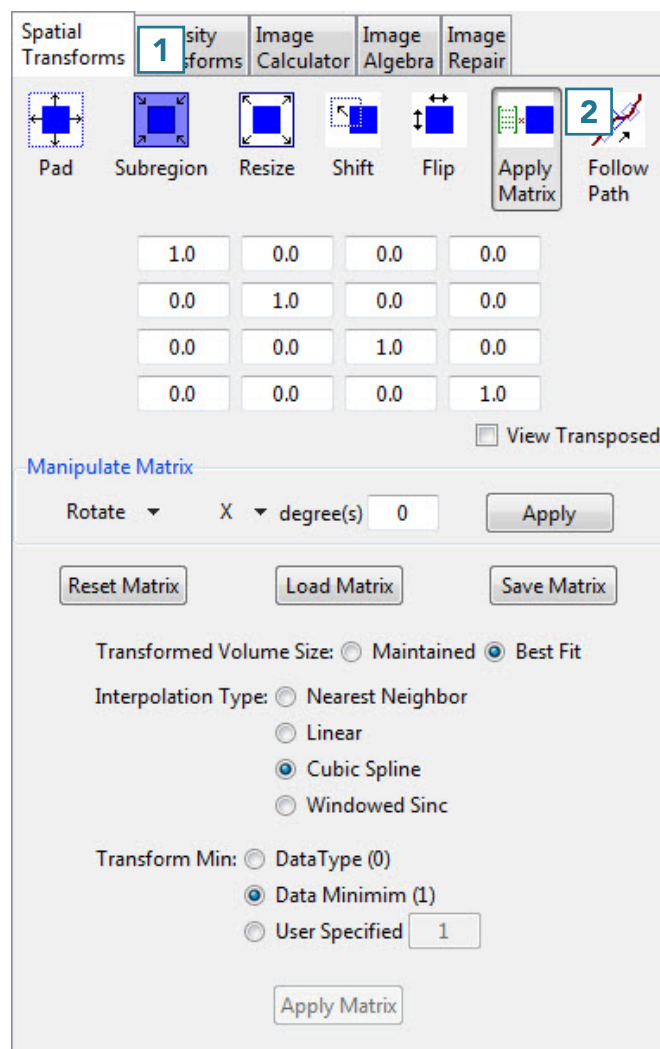 Spatial Transforms
1
sity sforms
Image Calculator
Image Algebra
Image Repair
2
Pad
Subregion
Resize
Shift
Flip
Apply Matrix
Follow Path
1.0 0.0 0.0 0.0
0.0 1.0 0.0 0.0
0.0 0.0 1.0 0.0
0.0 0.0 0.0 1.0
View Transposed
Manipulate Matrix
Rotate X degree(s) 0 Apply
Reset Matrix Load Matrix Save Matrix
Transformed Volume Size: Maintained Best Fit
Interpolation Type: Nearest Neighbor
Linear
Cubic Spline
Windowed Sinc
Transform Min: DataType (0)
Data Minimim (1)
User Specified 1
Apply Matrix